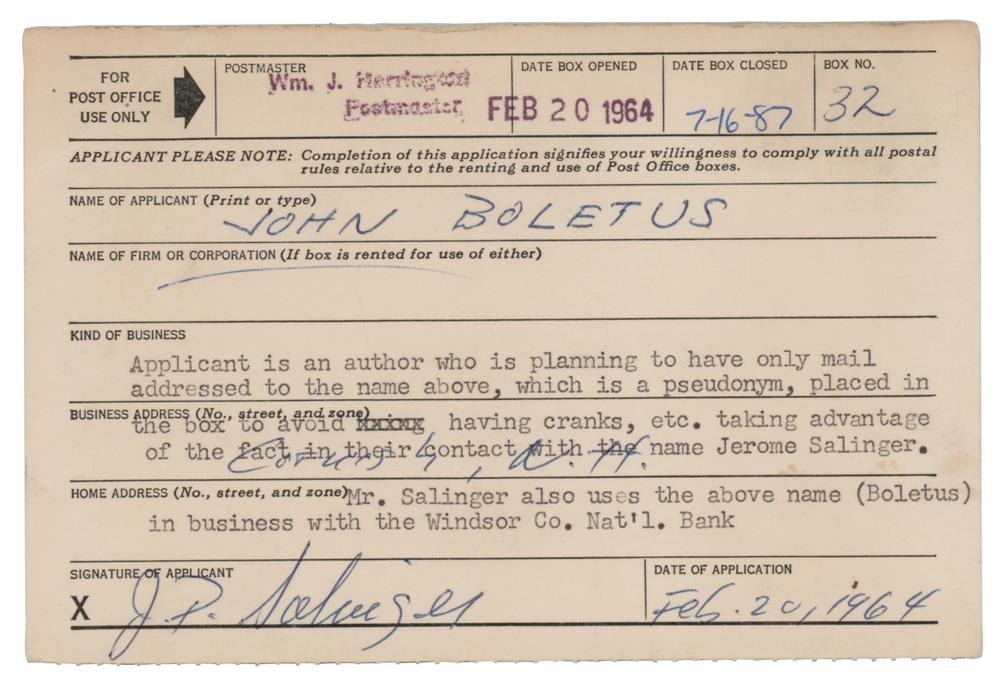 FOR POST OFFICE USE ONLY
POSTMASTER
Wm. J. Harrington
Postmaster
DATE BOX OPENED
FEB 20 1964
DATE BOX CLOSED
7-16-87
BOX NO.
32
APPLICANT PLEASE NOTE: Completion of this application signifies your willingness to comply with all postal
rules relative to the renting and use of Post Office boxes.
NAME OF APPLICANT (Print or type)
JOHN BOLETUS
NAME OF FIRM OR CORPORATION (If box is rented for use of either)
KIND OF BUSINESS
Applicant is an author who is planning to have only mail
addressed to the name above, which is a pseudonym, placed in
BUSINESS ADDRESS (No., street, and zone)
the box to avoid having cranks, etc. taking advantage
of the fact in their contact with the name Jerome Salinger.
Cornish, N.H.
HOME ADDRESS (No., street, and zone)
Mr. Salinger also uses the above name (Boletus)
in business with the Windsor Co. Nat'l. Bank
SIGNATURE OF APPLICANT
X J. D. Salinger
DATE OF APPLICATION
Feb. 20, 1964